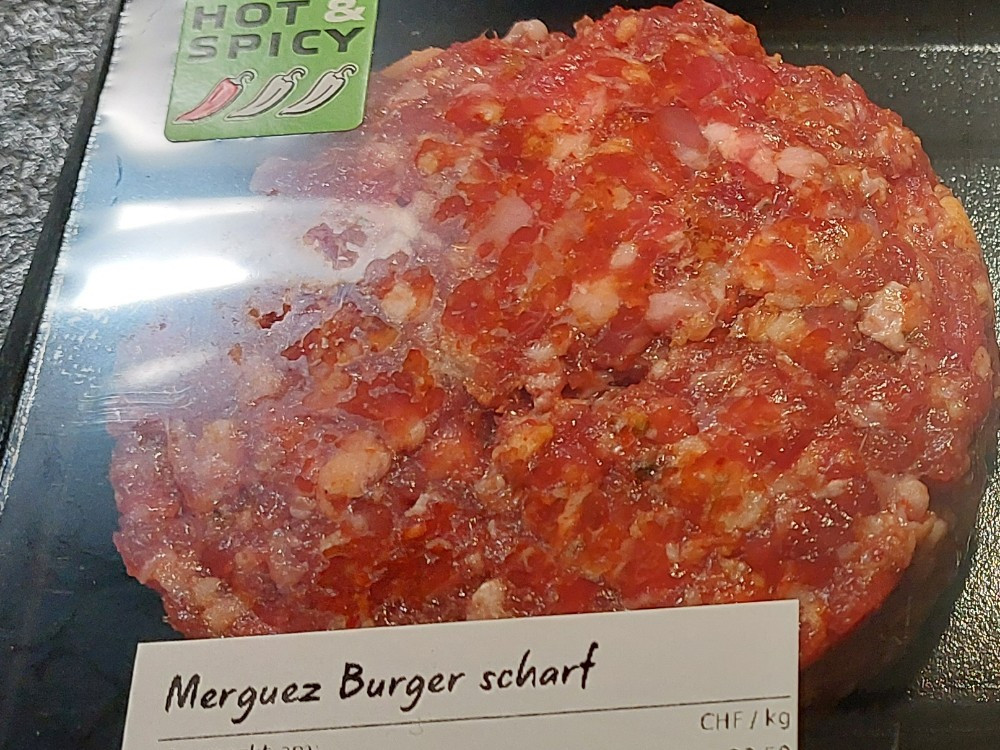 HOT &
SPICY
Merguez Burger scharf
CHF / kg